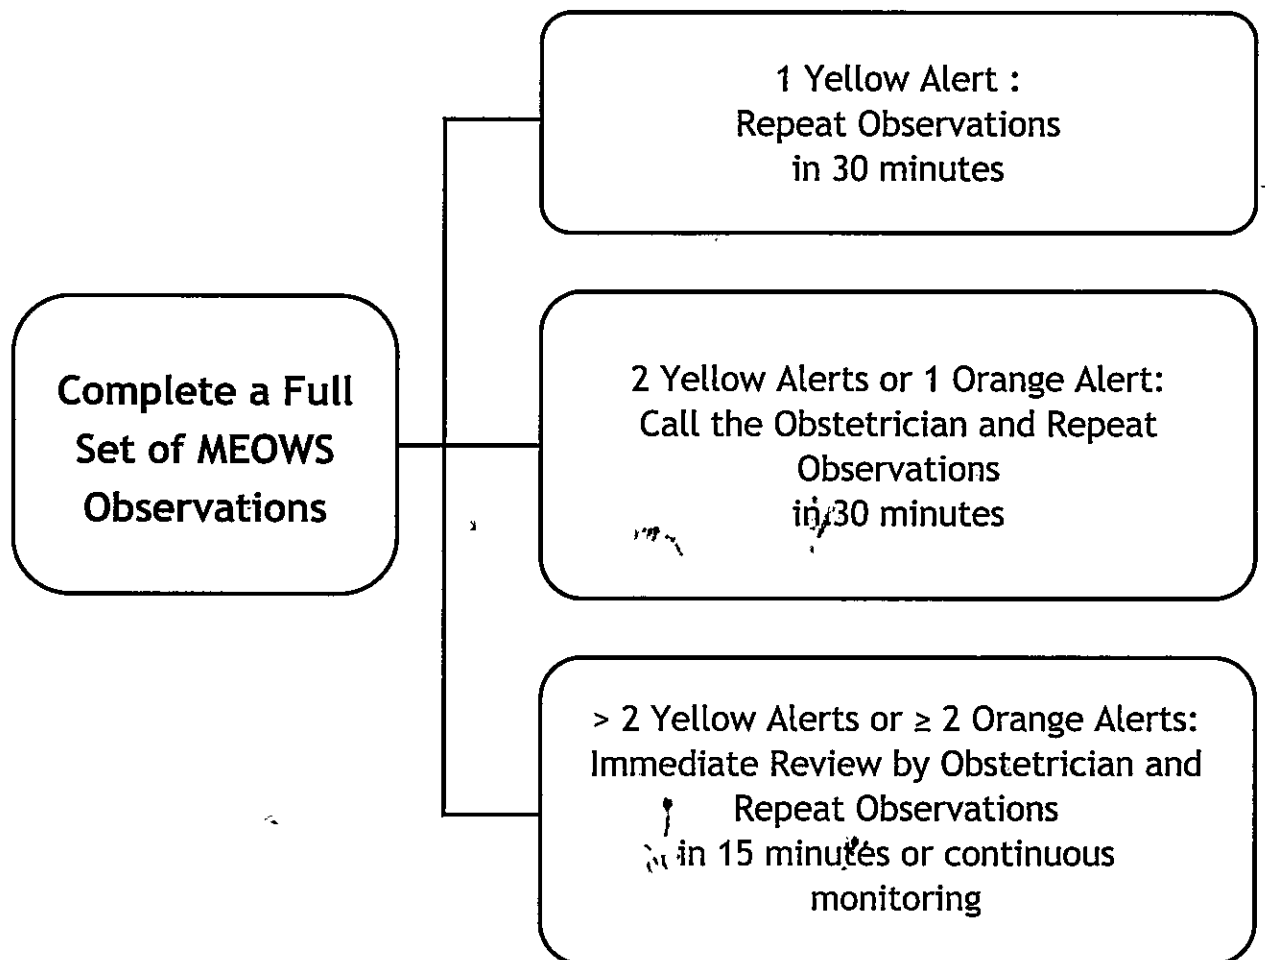 Complete a Full
Set of MEOWS
Observations
1 Yellow Alert :
Repeat Observations
in 30 minutes
2 Yellow Alerts or 1 Orange Alert:
Call the Obstetrician and Repeat
Observations
in 30 minutes
> 2 Yellow Alerts or ≥ 2 Orange Alerts:
Immediate Review by Obstetrician and
Repeat Observations
in 15 minutes or continuous
monitoring